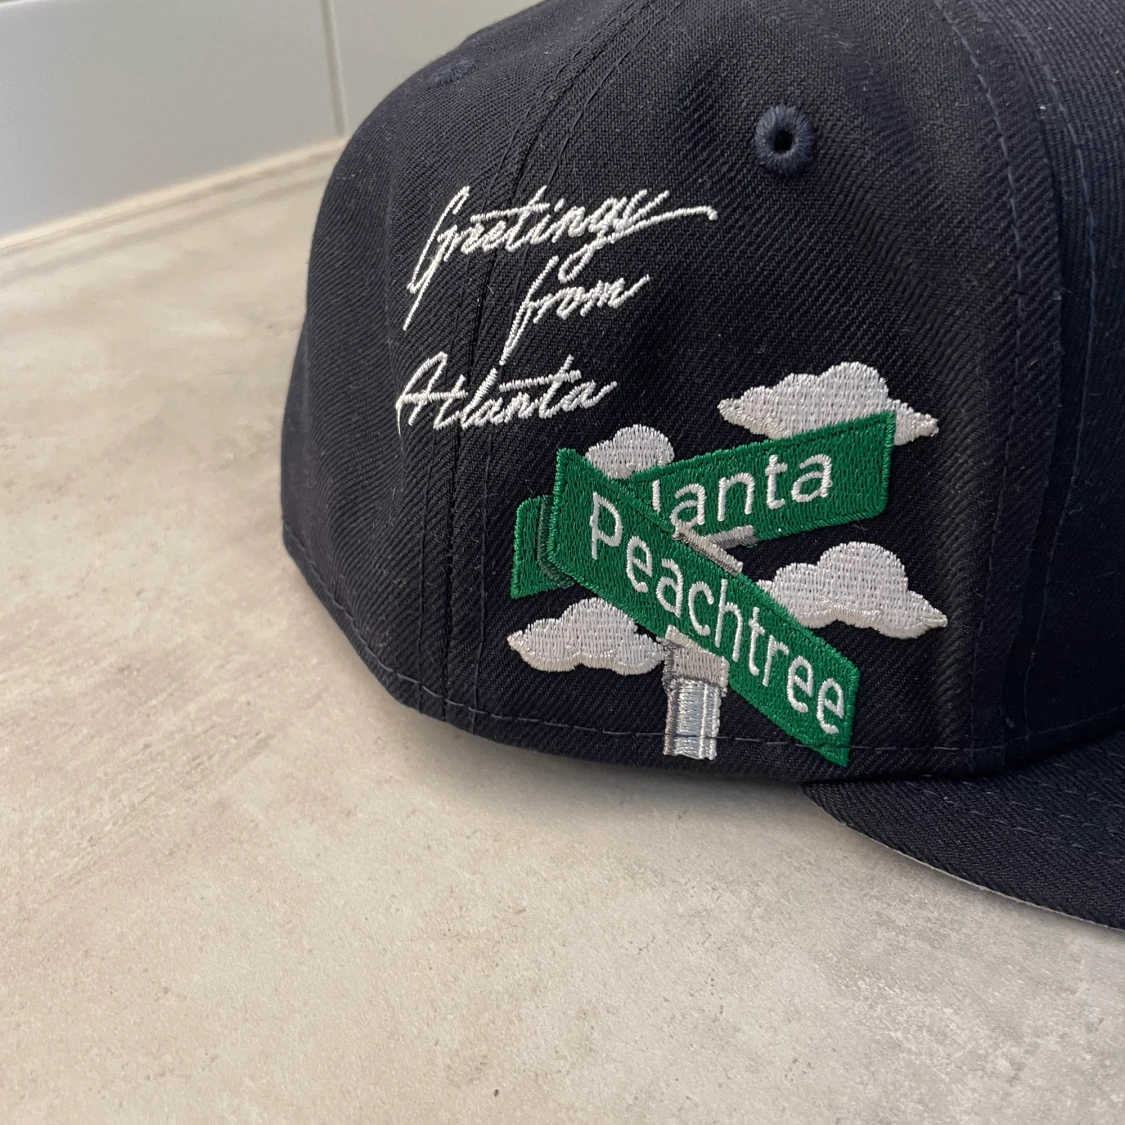 Greetings
from
Atlanta
lanta
Peachtree